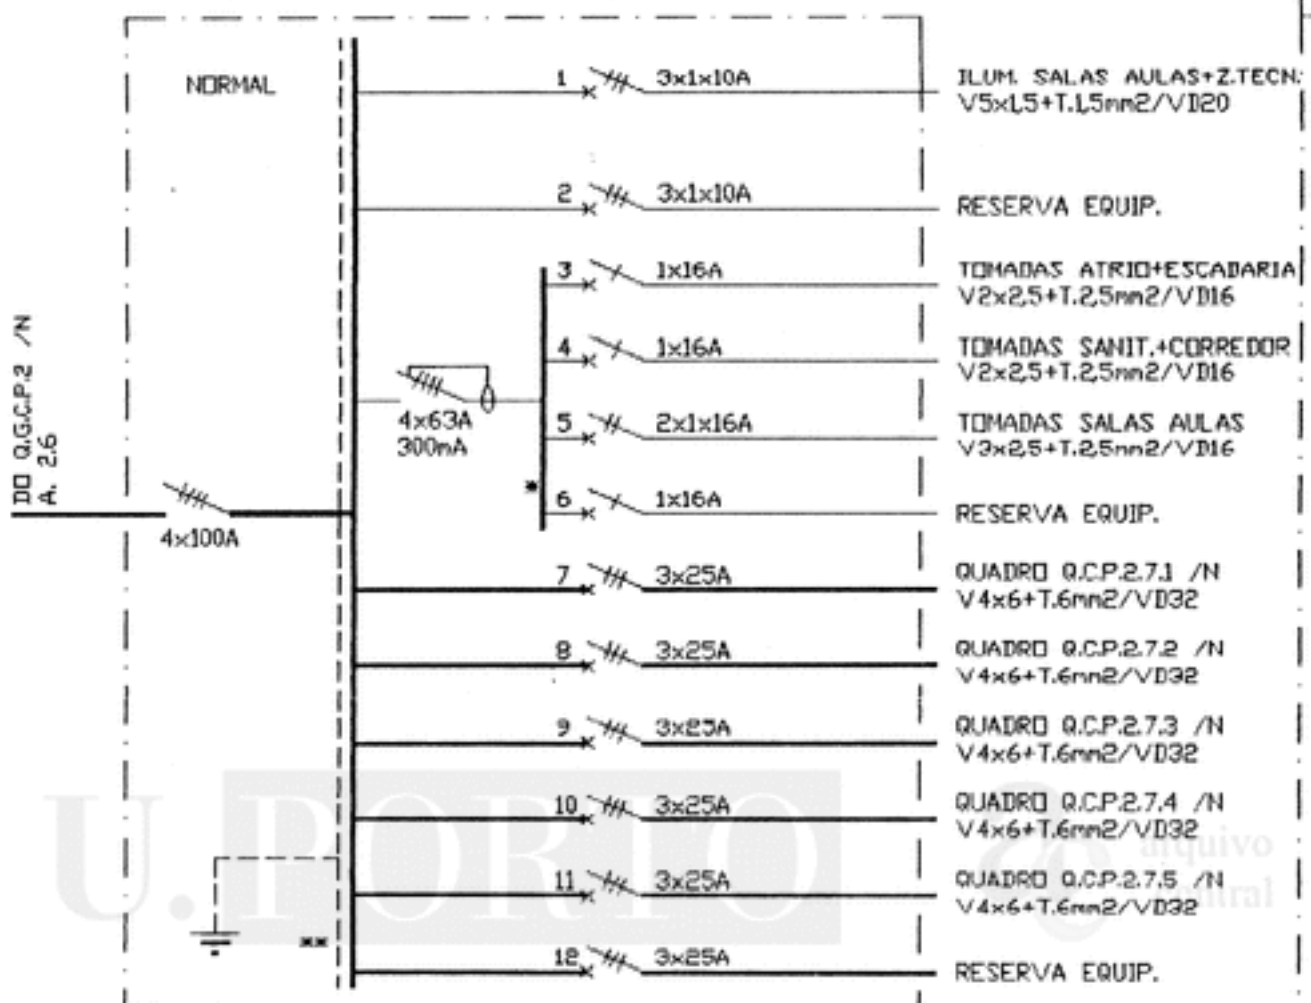 NORMAL
DO Q.G.C.P.2 /N
A. 2.6
4x100A
4x63A
300mA
*
**
1 3x1x10A ILUM. SALAS AULAS+Z.TECN.
V5x1,5+T.1,5mm2/VD20
2 3x1x10A RESERVA EQUIP.
3 1x16A TOMADAS ATRIO+ESCADARIA
V2x2,5+T.2,5mm2/VD16
4 1x16A TOMADAS SANIT.+CORREDOR
V2x2,5+T.2,5mm2/VD16
5 2x1x16A TOMADAS SALAS AULAS
V3x2,5+T.2,5mm2/VD16
6 1x16A RESERVA EQUIP.
7 3x25A QUADRO Q.C.P.2.7.1 /N
V4x6+T.6mm2/VD32
8 3x25A QUADRO Q.C.P.2.7.2 /N
V4x6+T.6mm2/VD32
9 3x25A QUADRO Q.C.P.2.7.3 /N
V4x6+T.6mm2/VD32
10 3x25A QUADRO Q.C.P.2.7.4 /N
V4x6+T.6mm2/VD32
11 3x25A QUADRO Q.C.P.2.7.5 /N
V4x6+T.6mm2/VD32
12 3x25A RESERVA EQUIP.
U.PORTO
arquivo
central